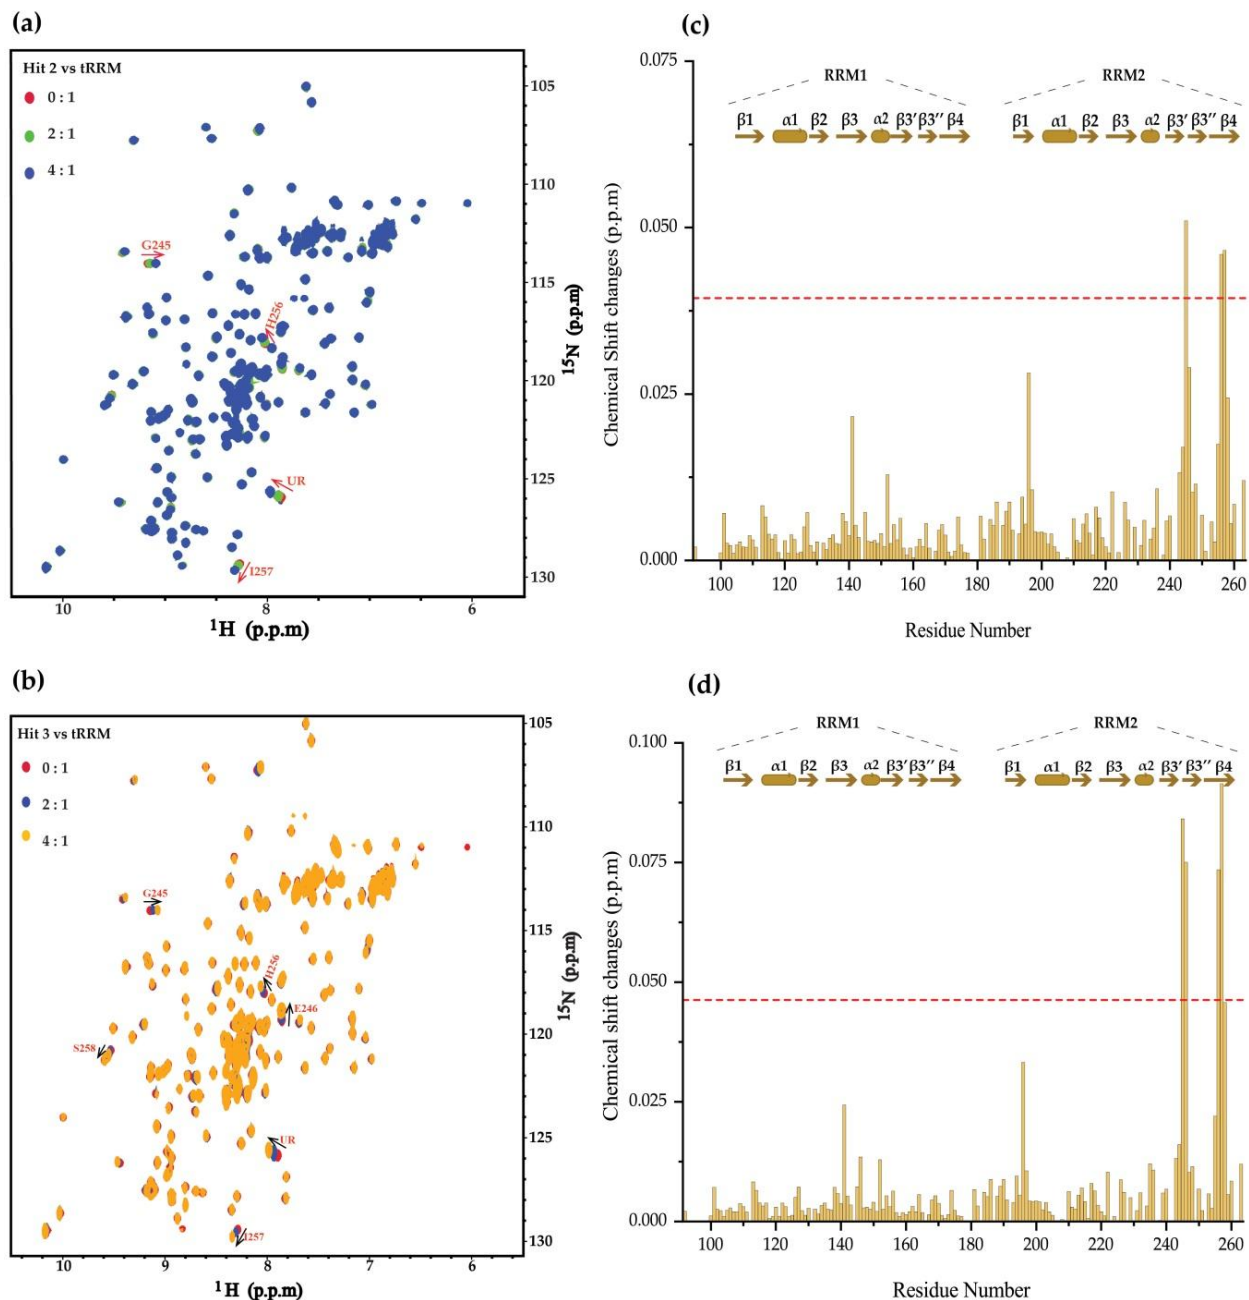 (a)
Hit 2 vs tRRM
0 : 1
2 : 1
4 : 1
G245
H256
UR
I257
105
110
115
120
125
130
15N (p.p.m)
10 8 6
1H (p.p.m)
(c)
Chemical Shift changes (p.p.m)
0.075
0.050
0.025
0.000
RRM1 RRM2
β1 α1 β2 β3 α2 β3' β3'' β4 β1 α1 β2 β3 α2 β3' β3'' β4
100 120 140 160 180 200 220 240 260
Residue Number
(b)
Hit 3 vs tRRM
0 : 1
2 : 1
4 : 1
G245
H256
E246
S258
UR
I257
105
110
115
120
125
130
15N (p.p.m)
10 9 8 7 6
1H (p.p.m)
(d)
Chemical shift changes (p.p.m)
0.100
0.075
0.050
0.025
0.000
RRM1 RRM2
β1 α1 β2 β3 α2 β3' β3'' β4 β1 α1 β2 β3 α2 β3' β3'' β4
100 120 140 160 180 200 220 240 260
Residue Number